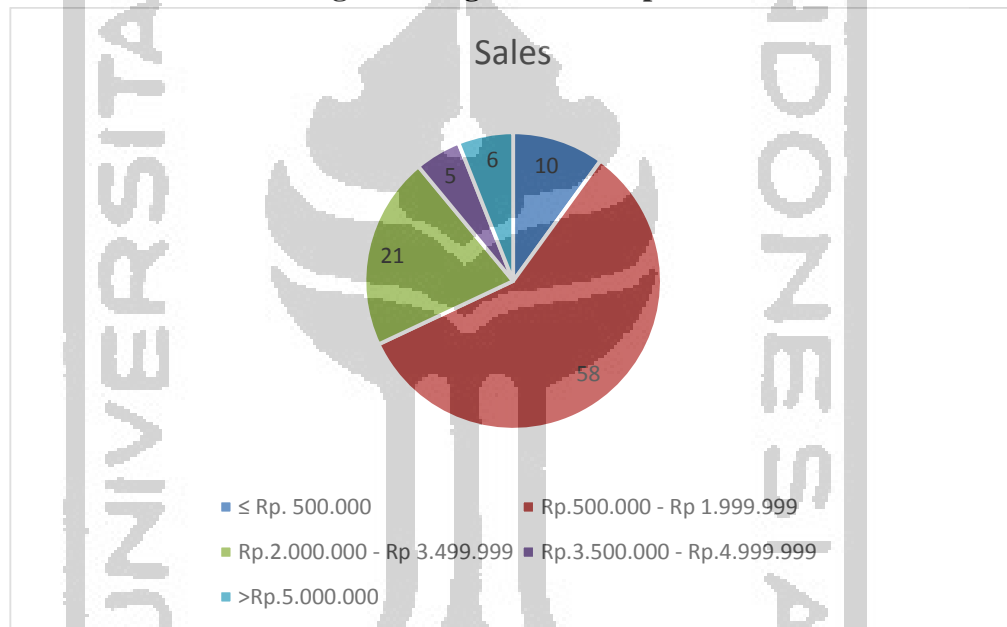 Sales
6
10
5
21
58
≤ Rp. 500.000
Rp.500.000 - Rp 1.999.999
Rp.2.000.000 - Rp 3.499.999
Rp.3.500.000 - Rp.4.999.999
>Rp.5.000.000